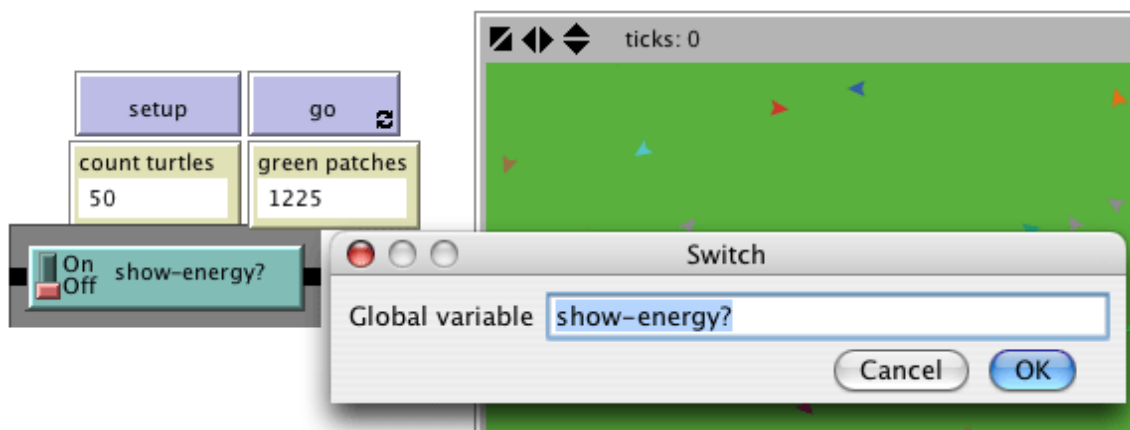 ticks: 0
setup
go
count turtles
50
green patches
1225
On
Off
show-energy?
Switch
Global variable
show-energy?
Cancel
OK